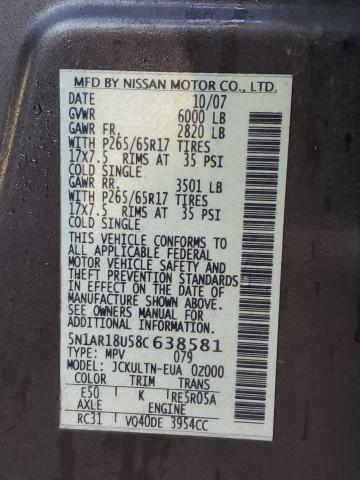 MFD BY NISSAN MOTOR CO., LTD.
DATE 10/07
GVWR 6000 LB
GAWR FR. 2820 LB
WITH P265/65R17 TIRES
17X7.5 RIMS AT 35 PSI
COLD SINGLE
GAWR RR. 3501 LB
WITH P265/65R17 TIRES
17X7.5 RIMS AT 35 PSI
COLD SINGLE
THIS VEHICLE CONFORMS TO
ALL APPLICABLE FEDERAL
MOTOR VEHICLE SAFETY AND
THEFT PREVENTION STANDARDS
IN EFFECT ON THE DATE OF
MANUFACTURE SHOWN ABOVE.
SEE OWNERS MANUAL FOR
ADDITIONAL INFORMATION.
5N1AR18U58C638581
TYPE: MPV 079
MODEL: JCKULTN-EUA 0Z000
COLOR TRIM TRANS
E50 K RE5R05A
AXLE ENGINE
RC31 VQ40DE 3954CC